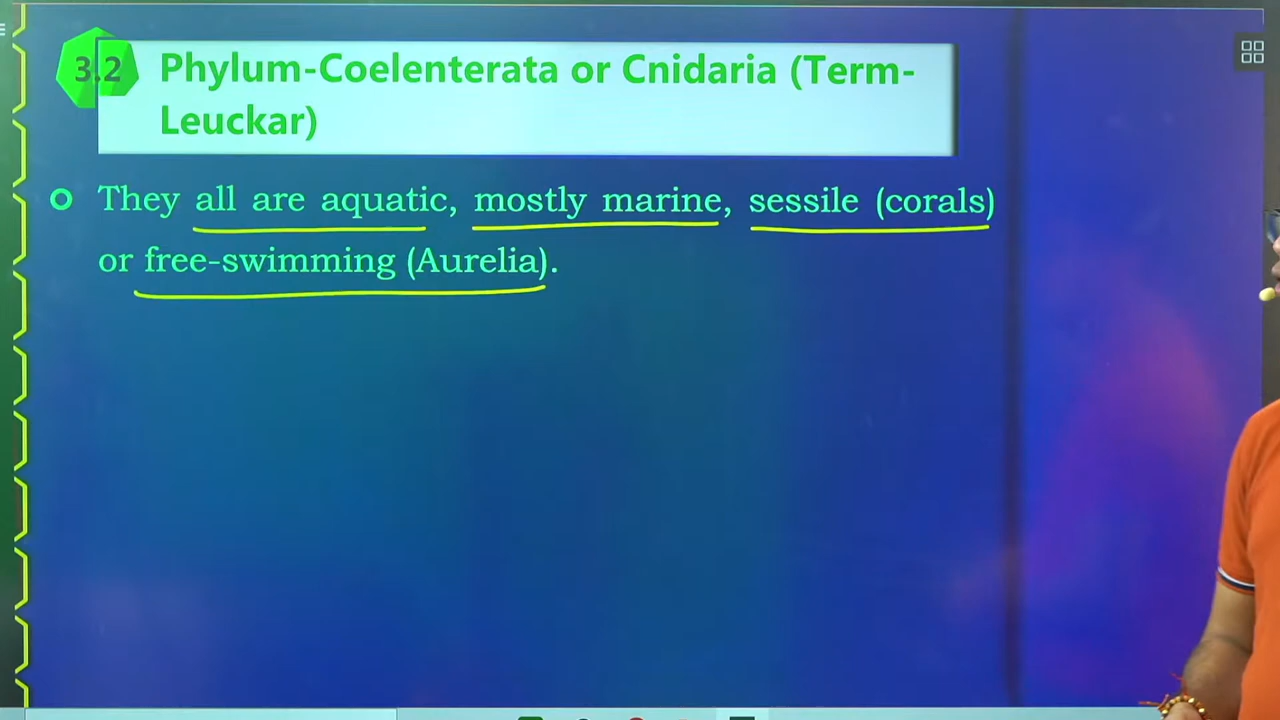 3.2
Phylum-Coelenterata or Cnidaria (Term-
Leuckar)
They all are aquatic, mostly marine, sessile (corals)
or free-swimming (Aurelia).